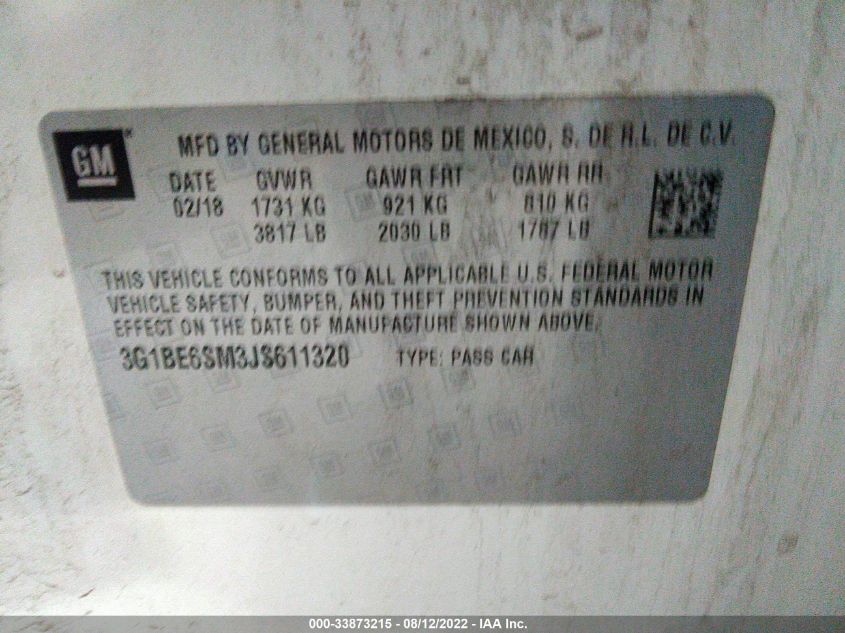 GM
MFD BY GENERAL MOTORS DE MEXICO, S. DE R.L. DE C.V.
DATE GVWR GAWR FRT GAWR RR
02/18 1731 KG 921 KG 810 KG
3817 LB 2030 LB 1787 LB
THIS VEHICLE CONFORMS TO ALL APPLICABLE U.S. FEDERAL MOTOR
VEHICLE SAFETY, BUMPER, AND THEFT PREVENTION STANDARDS IN
EFFECT ON THE DATE OF MANUFACTURE SHOWN ABOVE.
3G1BE6SM3JS611320 TYPE: PASS CAR
000-33873215 - 08/12/2022 - IAA Inc.